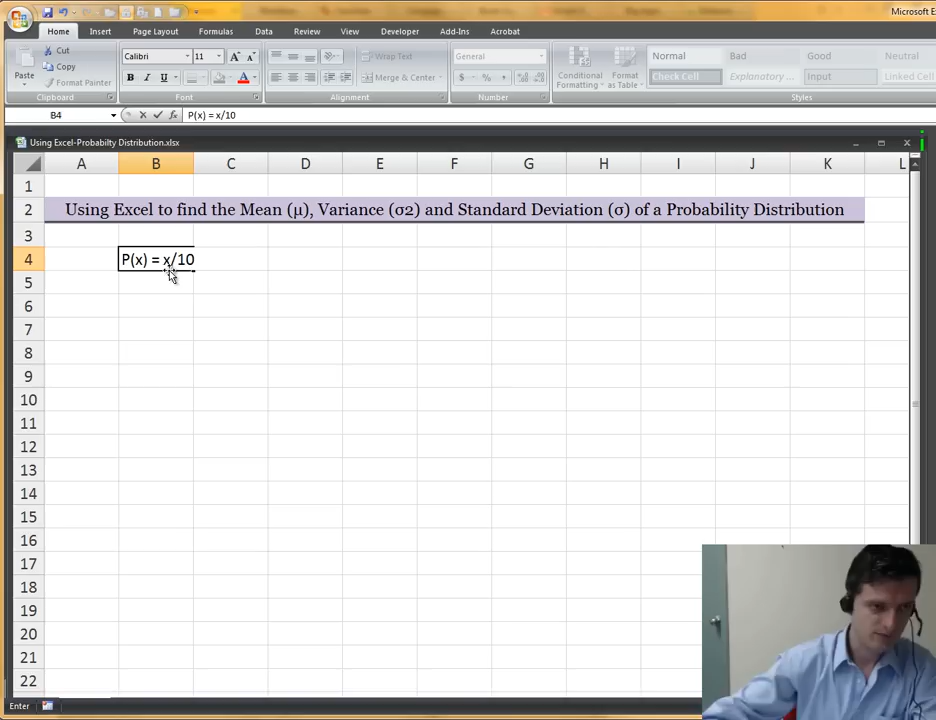 Microsoft E
Home Insert Page Layout Formulas Data Review View Developer Add-Ins Acrobat
Paste
Cut
Copy
Format Painter
Calibri 11
B I U
Wrap Text
Merge & Center
General
$ % ,
Conditional Formatting
Format as Table
Normal Bad Good Neutral
Check Cell Explanatory ... Input Linked Cell
Clipboard Font Alignment Number Styles
B4 fx P(x) = x/10
Using Excel-Probabilty Distribution.xlsx
A B C D E F G H I J K L
1
2 Using Excel to find the Mean (μ), Variance (σ2) and Standard Deviation (σ) of a Probability Distribution
3
4 P(x) = x/10
5
6
7
8
9
10
11
12
13
14
15
16
17
18
19
20
21
22
Enter